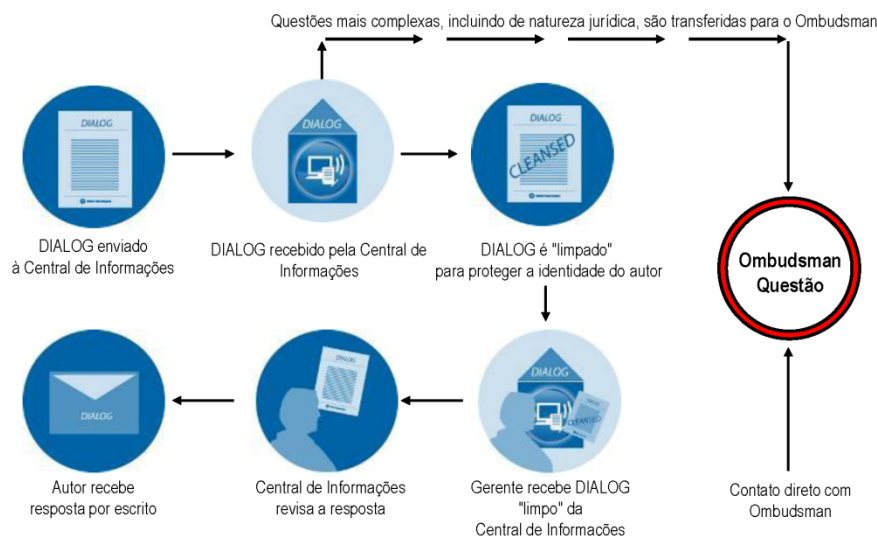 Questões mais complexas, incluindo de natureza jurídica, são transferidas para o Ombudsman
DIALOG
DIALOG
DIALOG
CLEANSED
DIALOG enviado
à Central de Informações
DIALOG recebido pela Central de
Informações
DIALOG é "limpado"
para proteger a identidade do autor
Ombudsman
Questão
DIALOG
DIALOG
CLEANSED
Autor recebe
resposta por escrito
Central de Informações
revisa a resposta
Gerente recebe DIALOG
"limpo" da
Central de Informações
Contato direto com
Ombudsman